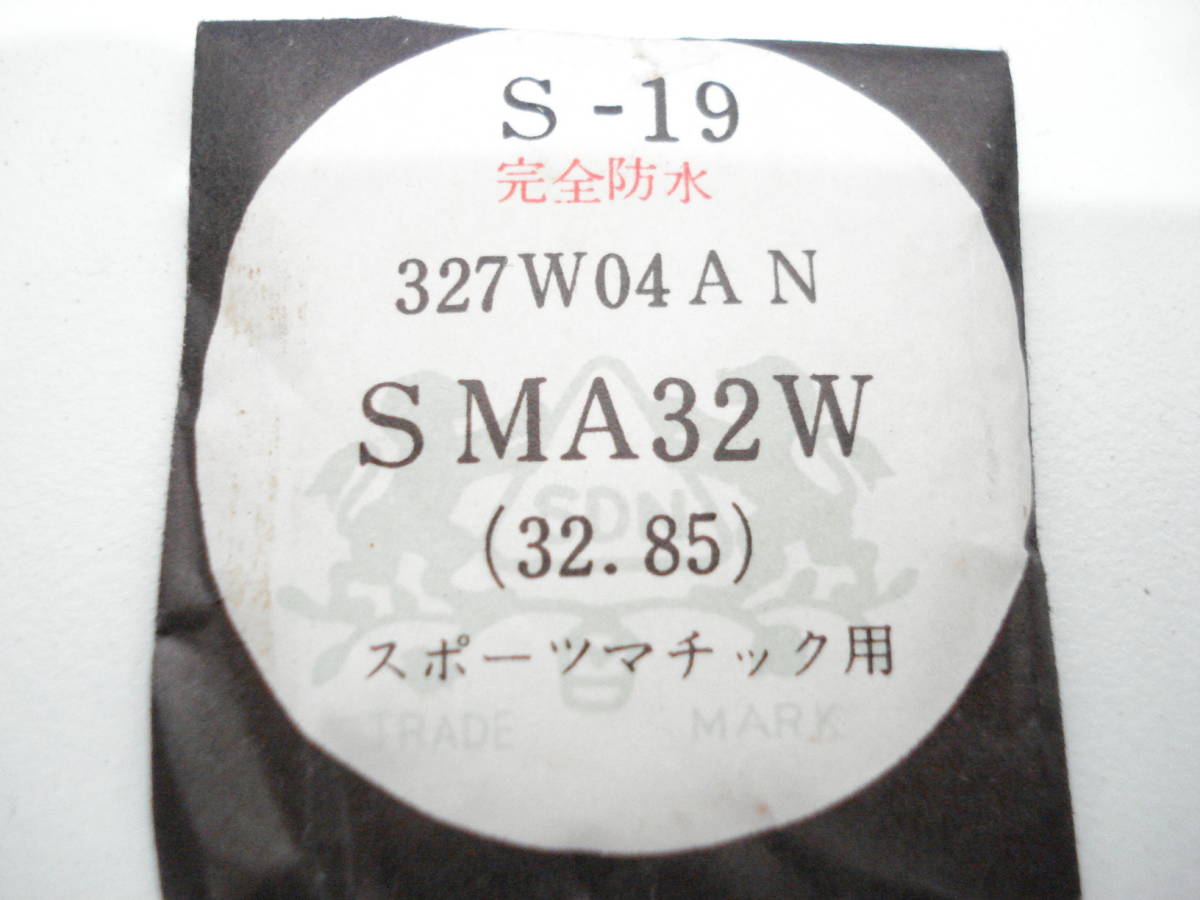 S-19
完全防水
327W04AN
SMA32W
SDN
(32.85)
スポーツマチック用
TRADE MARK